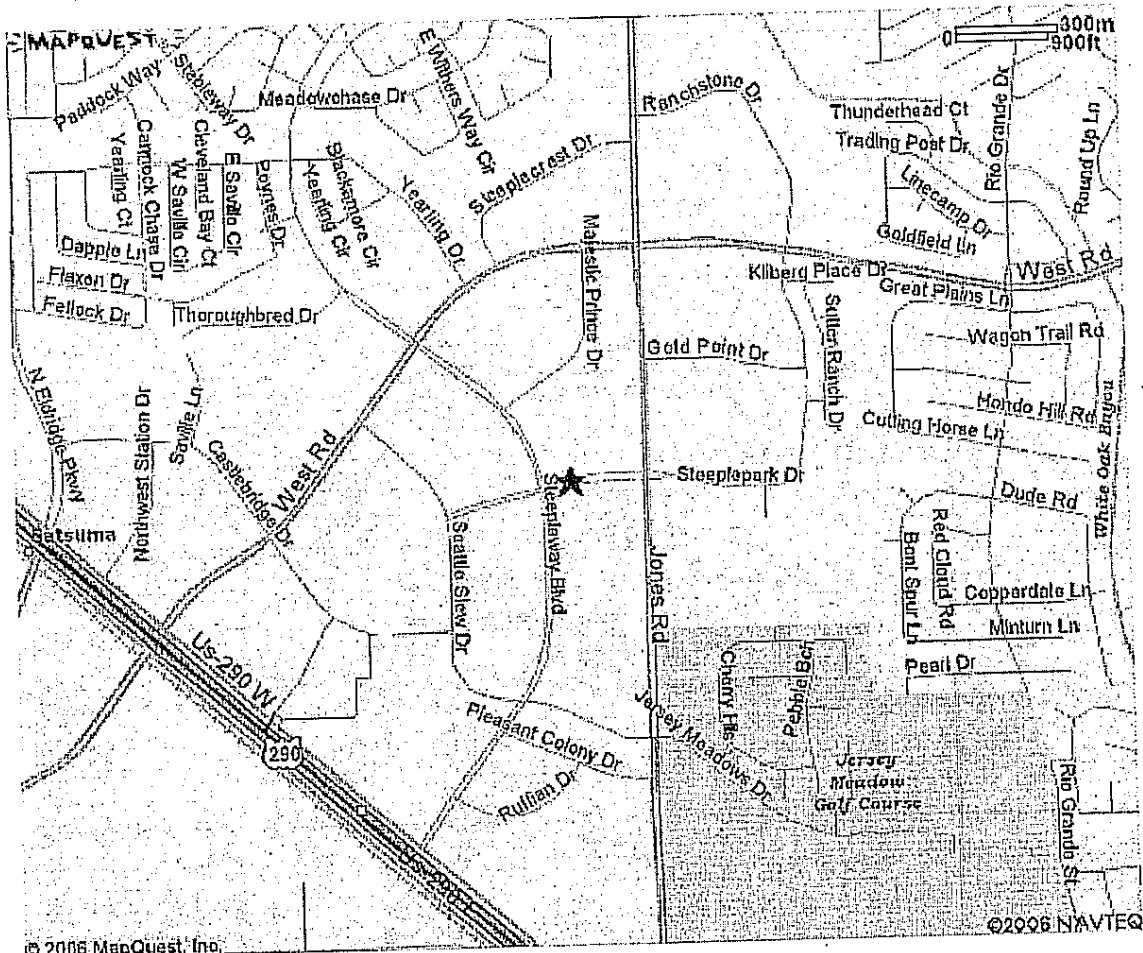 MAPQUEST
300m
0 900ft
Paddock Way
Stableway Dr
Meadowchase Dr
E Withers Way Cir
Ranchstone Dr
Thunderhead Ct
Trading Post Dr
Rio Grande Dr
Round Up Ln
Yearling Ct
Cannock Chase Dr
W Saville Cir
Cleveland Bay Ct
E Saville Cir
Poynes Dr
Yearling Cir
Blackamore Cir
Yearling Dr
Steeplecrest Dr
Linecamp Dr
Goldfield Ln
Dapple Ln
Flaxon Dr
Fellock Dr
Thoroughbred Dr
Majestic Prince Dr
Kliberg Place Dr
West Rd
Great Plains Ln
Wagon Trail Rd
Gold Point Dr
Sutter Ranch Dr
Hondo Hill Rd
Cutting Horse Ln
White Oak Bayou
N Eldridge Pkwy
Northwest Station Dr
Saville Ln
Castlebridge Dr
West Rd
Steeplepark Dr
Dude Rd
Satsuma
Seattle Slew Dr
Steepleway Blvd
Jones Rd
Bent Spur Ln
Red Cloud Rd
Copperdale Ln
Minturn Ln
Pearl Dr
Us-290 W
290
Cherry Hls
Pebble Bch
Pleasant Colony Dr
Jersey Meadows Dr
Ruffian Dr
Jersey
Meadow
Golf Course
Rio Grande St
© 2006 MapQuest, Inc.
©2006 NAVTEQ